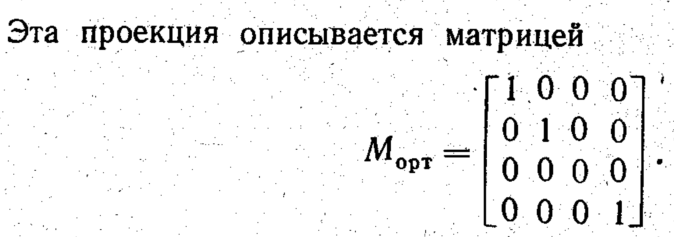 Эта проекция описывается матрицей
1 0 0 0
0 1 0 0
Mорт =
0 0 0 0 .
0 0 0 1